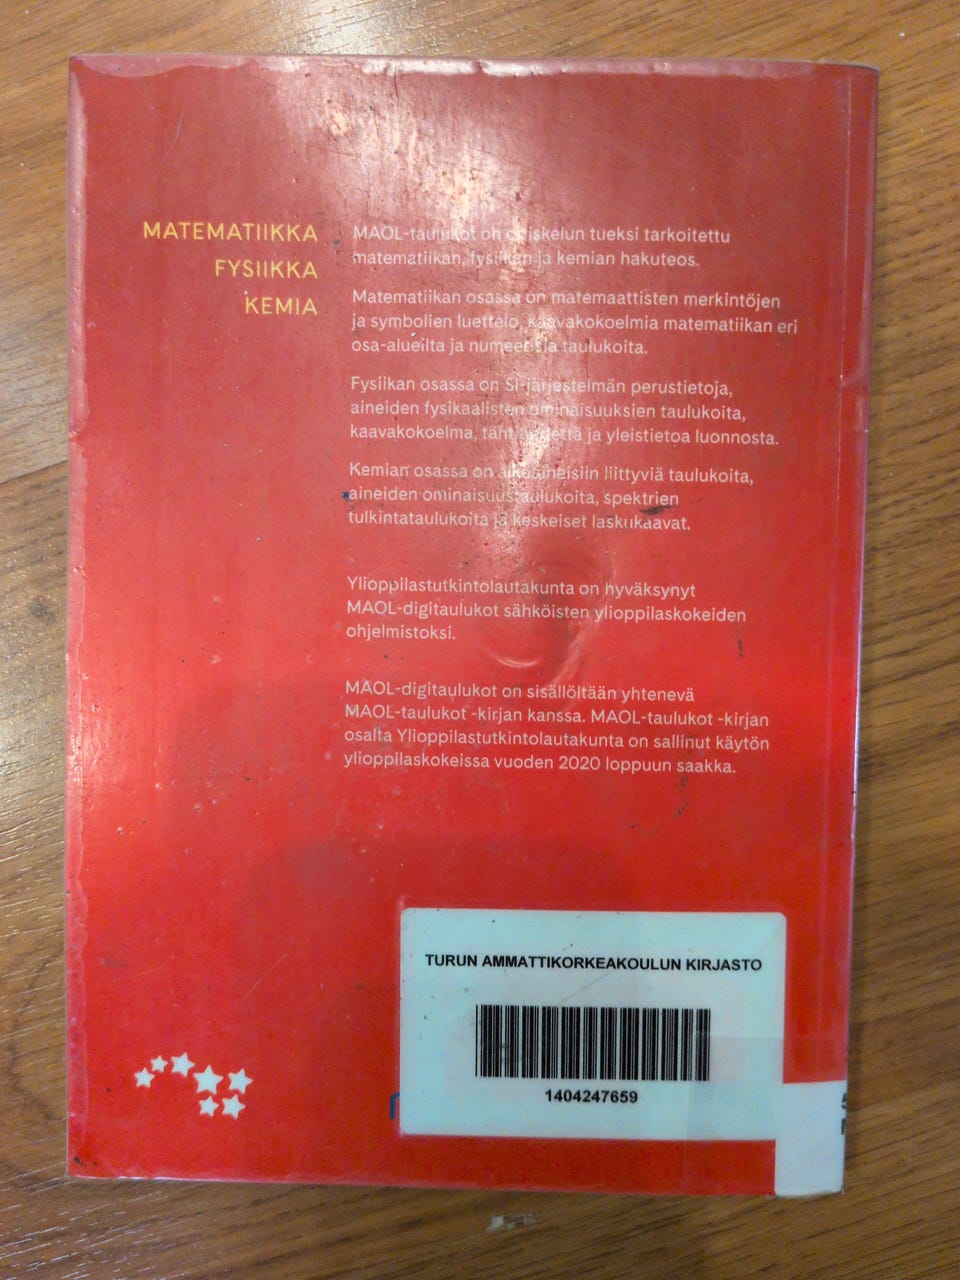 MATEMATIIKKA
FYSIIKKA
KEMIA
MAOL-taulukot on opiskelun tueksi tarkoitettu
matematiikan, fysiikan ja kemian hakuteos.
Matematiikan osassa on matemaattisten merkintöjen
ja symbolien luettelo, kaavakokoelmia matematiikan eri
osa-alueilta ja numeerisia taulukoita.
Fysiikan osassa on SI-järjestelmän perustietoja,
aineiden fysikaalisten ominaisuuksien taulukoita,
kaavakokoelma, tähtitiedettä ja yleistietoa luonnosta.
Kemian osassa on alkuaineisiin liittyviä taulukoita,
aineiden ominaisuustaulukoita, spektrien
tulkintataulukoita ja keskeiset laskukaavat.
Ylioppilastutkintolautakunta on hyväksynyt
MAOL-digitaulukot sähköisten ylioppilaskokeiden
ohjelmistoksi.
MAOL-digitaulukot on sisällöltään yhtenevä
MAOL-taulukot -kirjan kanssa. MAOL-taulukot -kirjan
osalta Ylioppilastutkintolautakunta on sallinut käytön
ylioppilaskokeissa vuoden 2020 loppuun saakka.
TURUN AMMATTIKORKEAKOULUN KIRJASTO
1404247659